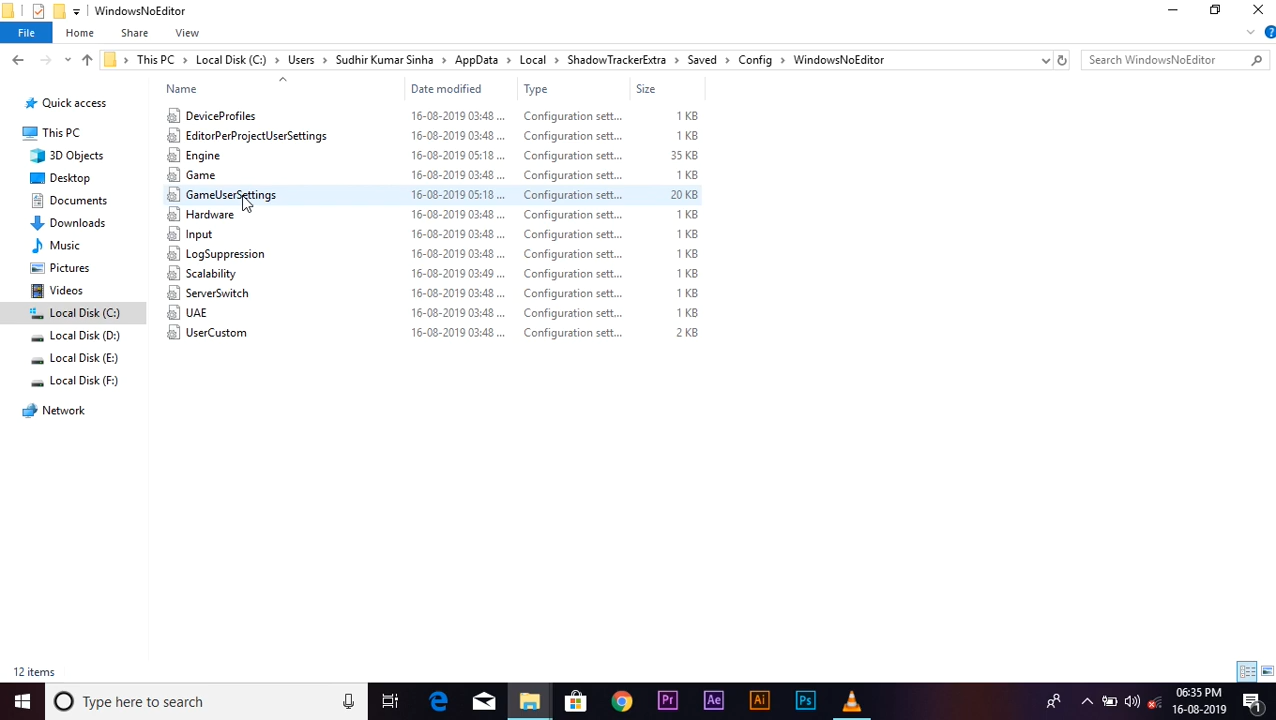 WindowsNoEditor
File Home Share View
This PC Local Disk (C:) Users Sudhir Kumar Sinha AppData Local ShadowTrackerExtra Saved Config WindowsNoEditor Search WindowsNoEditor
Name Date modified Type Size
Quick access
This PC
3D Objects
Desktop
Documents
Downloads
Music
Pictures
Videos
Local Disk (C:)
Local Disk (D:)
Local Disk (E:)
Local Disk (F:)
Network
DeviceProfiles 16-08-2019 03:48 ... Configuration sett... 1 KB
EditorPerProjectUserSettings 16-08-2019 03:48 ... Configuration sett... 1 KB
Engine 16-08-2019 05:18 ... Configuration sett... 35 KB
Game 16-08-2019 03:48 ... Configuration sett... 1 KB
GameUserSettings 16-08-2019 05:18 ... Configuration sett... 20 KB
Hardware 16-08-2019 03:48 ... Configuration sett... 1 KB
Input 16-08-2019 03:48 ... Configuration sett... 1 KB
LogSuppression 16-08-2019 03:48 ... Configuration sett... 1 KB
Scalability 16-08-2019 03:49 ... Configuration sett... 1 KB
ServerSwitch 16-08-2019 03:48 ... Configuration sett... 1 KB
UAE 16-08-2019 03:48 ... Configuration sett... 1 KB
UserCustom 16-08-2019 03:48 ... Configuration sett... 2 KB
12 items
Type here to search
Pr Ae Ai Ps
06:35 PM
16-08-2019
1